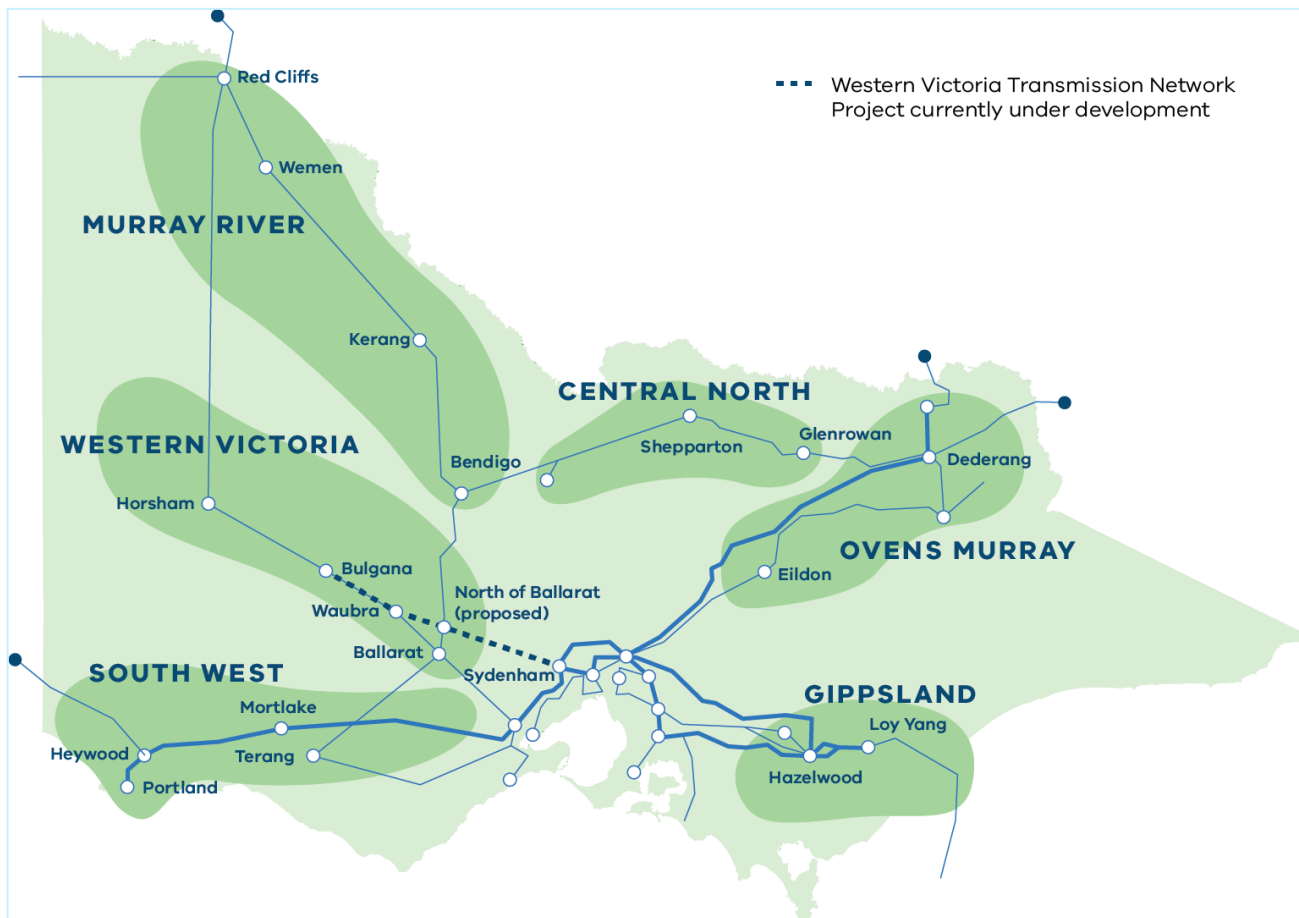 Red Cliffs
Western Victoria Transmission Network
Project currently under development
Wemen
MURRAY RIVER
Kerang
CENTRAL NORTH
WESTERN VICTORIA
Shepparton
Glenrowan
Bendigo
Dederang
Horsham
OVENS MURRAY
Bulgana
Eildon
North of Ballarat
(proposed)
Waubra
Ballarat
Sydenham
SOUTH WEST
GIPPSLAND
Mortlake
Loy Yang
Heywood
Terang
Hazelwood
Portland